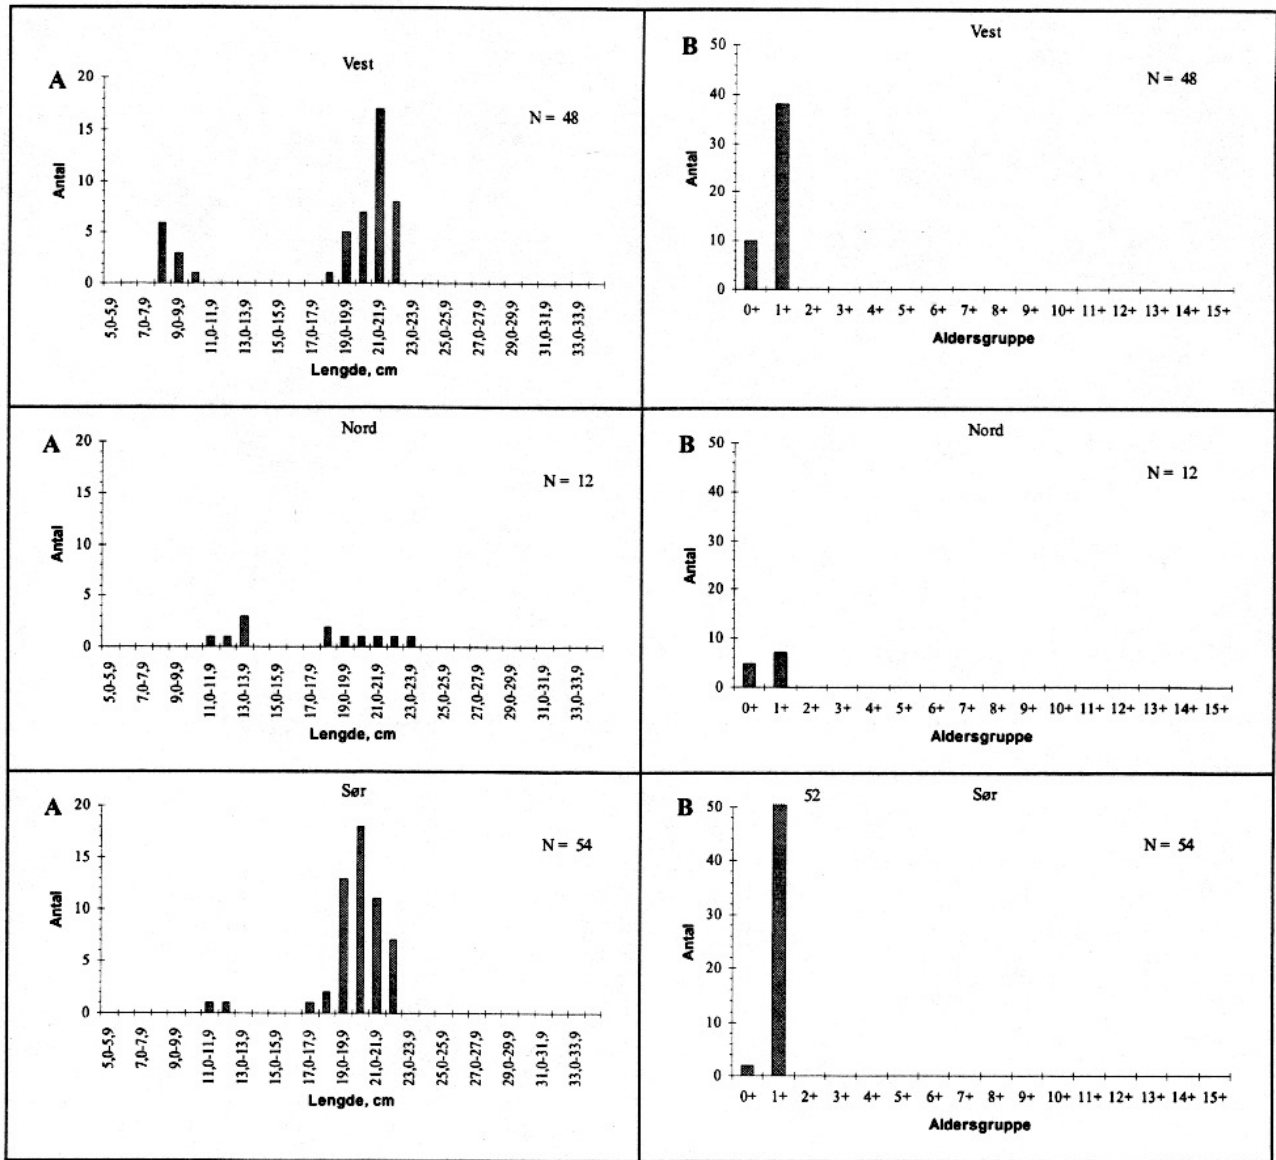 A
Vest
N = 48
Antal
20
15
10
5
0
5,0-5,9
7,0-7,9
9,0-9,9
11,0-11,9
13,0-13,9
15,0-15,9
17,0-17,9
19,0-19,9
21,0-21,9
23,0-23,9
25,0-25,9
27,0-27,9
29,0-29,9
31,0-31,9
33,0-33,9
Lengde, cm
B
Vest
N = 48
Antal
50
40
30
20
10
0
0+ 1+ 2+ 3+ 4+ 5+ 6+ 7+ 8+ 9+ 10+ 11+ 12+ 13+ 14+ 15+
Aldersgruppe
A
Nord
N = 12
Antal
20
15
10
5
0
5,0-5,9
7,0-7,9
9,0-9,9
11,0-11,9
13,0-13,9
15,0-15,9
17,0-17,9
19,0-19,9
21,0-21,9
23,0-23,9
25,0-25,9
27,0-27,9
29,0-29,9
31,0-31,9
33,0-33,9
Lengde, cm
B
Nord
N = 12
Antal
50
40
30
20
10
0
0+ 1+ 2+ 3+ 4+ 5+ 6+ 7+ 8+ 9+ 10+ 11+ 12+ 13+ 14+ 15+
Aldersgruppe
A
Sør
N = 54
Antal
20
15
10
5
0
5,0-5,9
7,0-7,9
9,0-9,9
11,0-11,9
13,0-13,9
15,0-15,9
17,0-17,9
19,0-19,9
21,0-21,9
23,0-23,9
25,0-25,9
27,0-27,9
29,0-29,9
31,0-31,9
33,0-33,9
Lengde, cm
B
52
Sør
N = 54
Antal
50
40
30
20
10
0
0+ 1+ 2+ 3+ 4+ 5+ 6+ 7+ 8+ 9+ 10+ 11+ 12+ 13+ 14+ 15+
Aldersgruppe